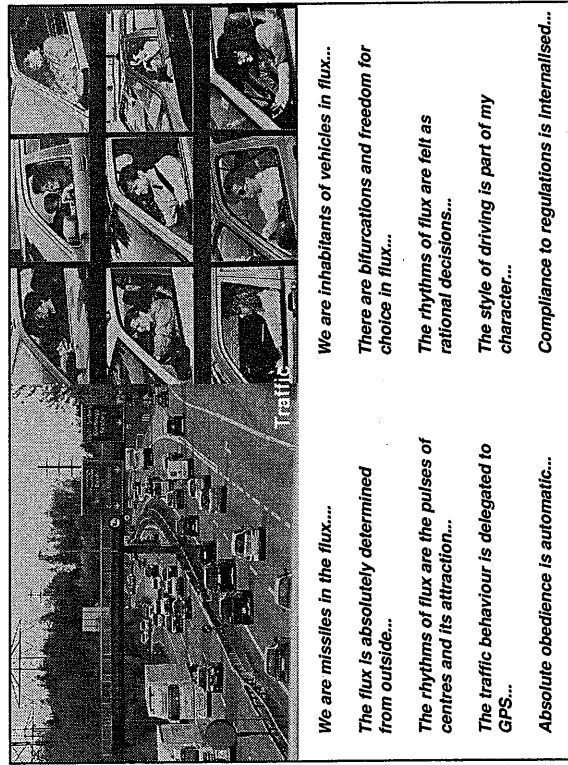 Traffic
We are missiles in the flux....
The flux is absolutely determined
from outside...
The rhythms of flux are the pulses of
centres and its attraction...
The traffic behaviour is delegated to
GPS...
Absolute obedience is automatic...
We are inhabitants of vehicles in flux...
There are bifurcations and freedom for
choice in flux...
The rhythms of flux are felt as
rational decisions...
The style of driving is part of my
character...
Compliance to regulations is internalised...